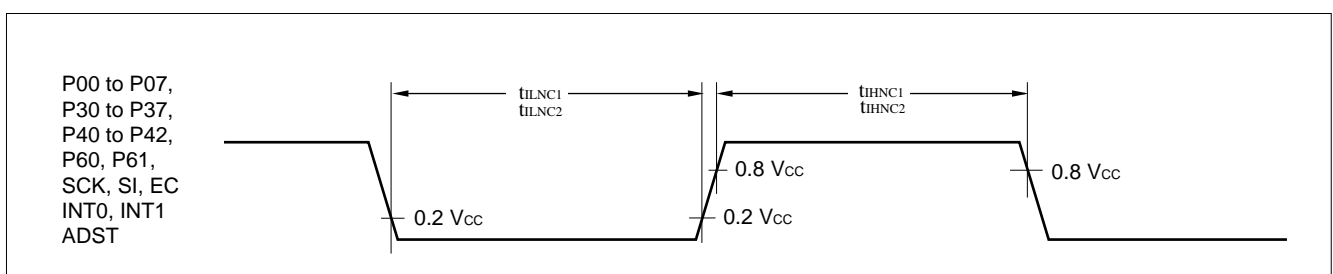 P00 to P07,
P30 to P37,
P40 to P42,
P60, P61,
SCK, SI, EC
INT0, INT1
ADST
tILNC1
tILNC2
tIHNC1
tIHNC2
0.8 VCC
0.8 VCC
0.2 VCC
0.2 VCC